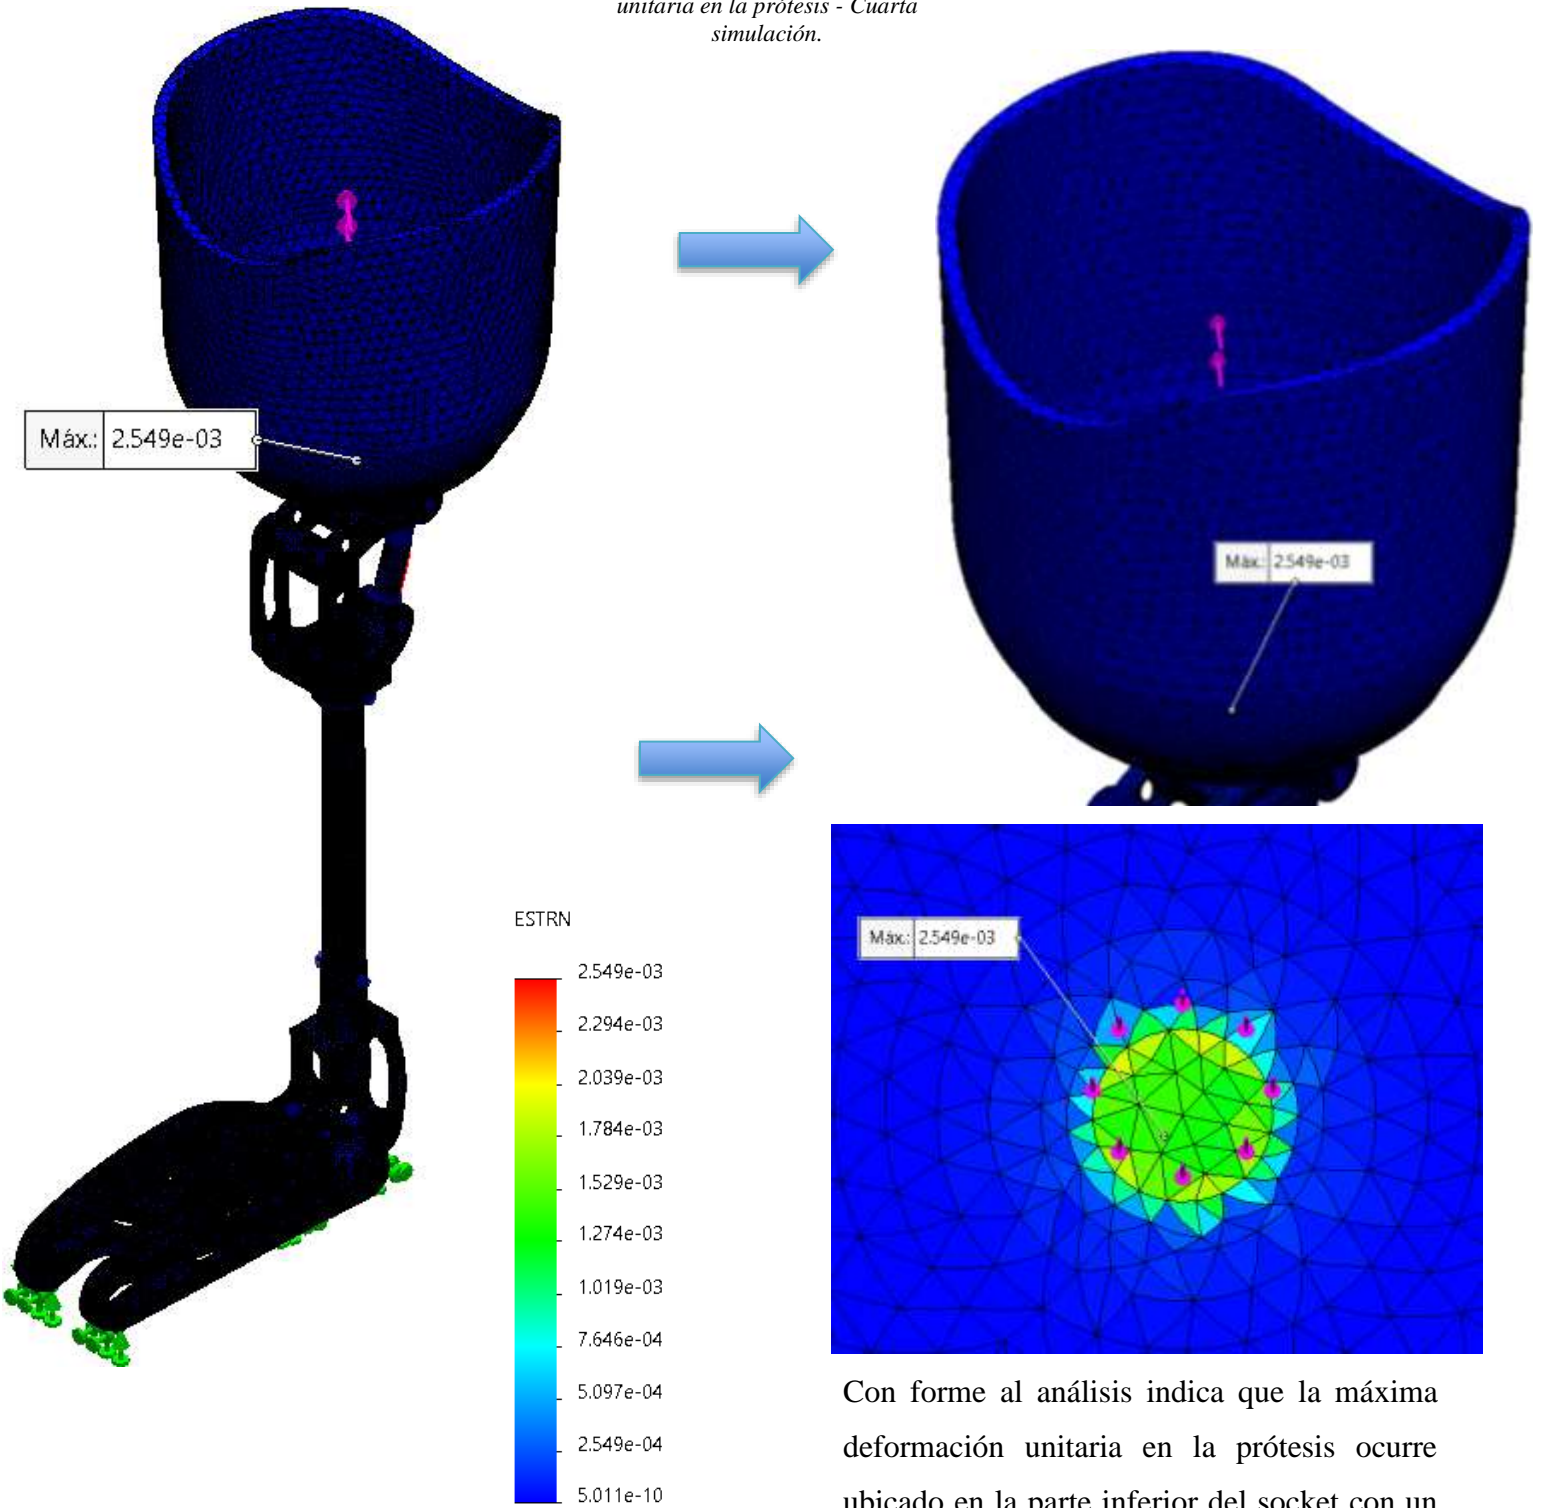 unitaria en la prótesis - Cuarta
simulación.
Máx.: 2.549e-03
Máx.: 2.549e-03
ESTRN
2.549e-03
2.294e-03
2.039e-03
1.784e-03
1.529e-03
1.274e-03
1.019e-03
7.646e-04
5.097e-04
2.549e-04
5.011e-10
Máx.: 2.549e-03
Con forme al análisis indica que la máxima
deformación unitaria en la prótesis ocurre
ubicado en la parte inferior del socket con un